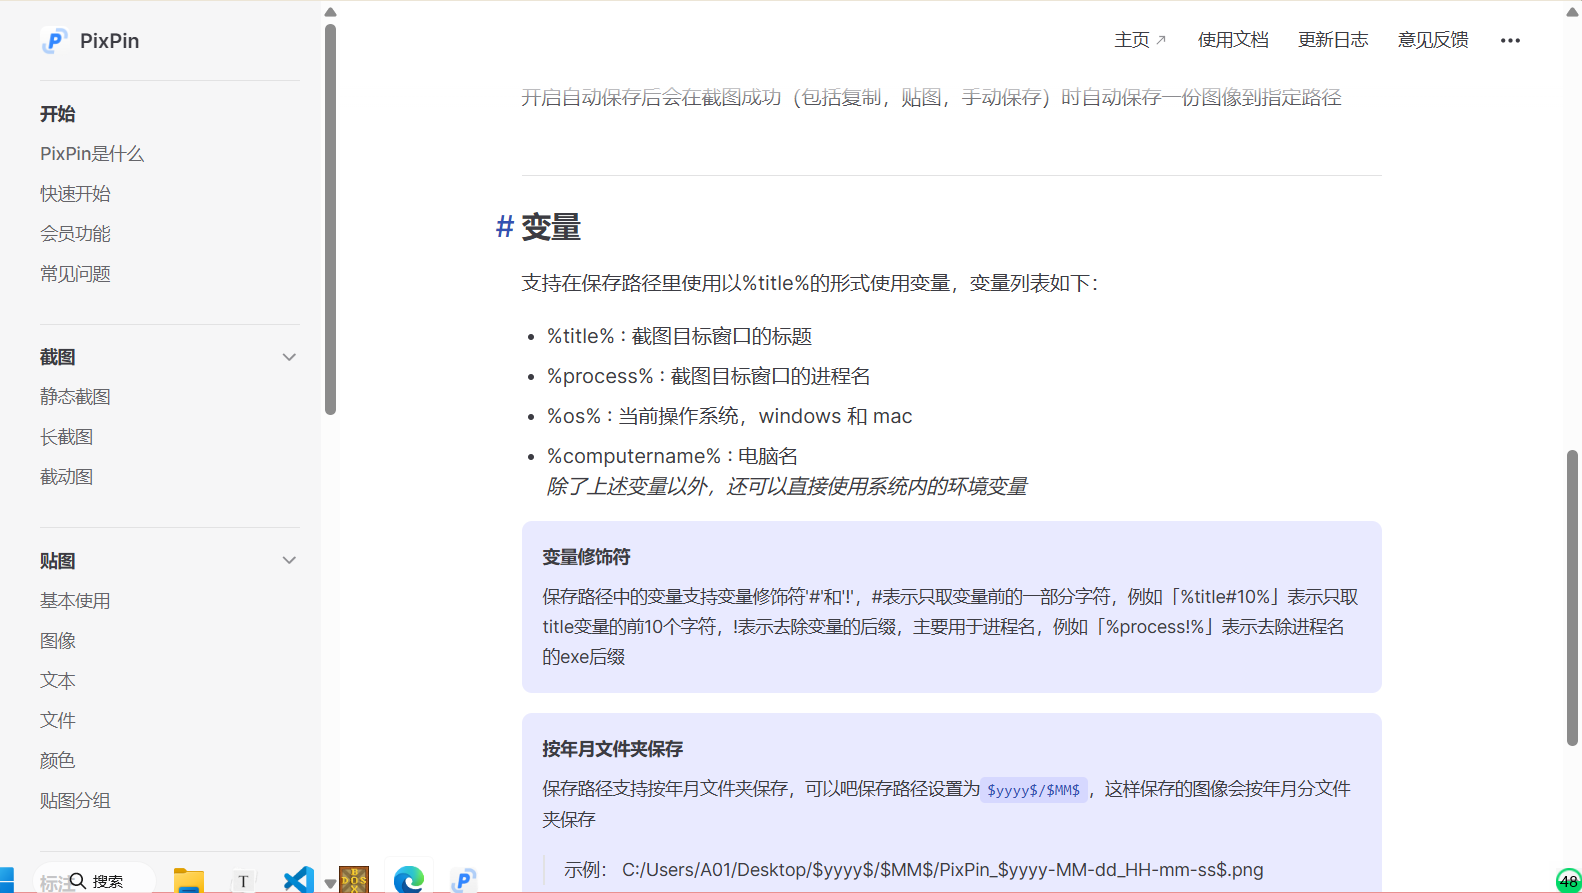 PixPin
主页
使用文档
更新日志
意见反馈
开始
PixPin是什么
快速开始
会员功能
常见问题
截图
静态截图
长截图
截动图
贴图
基本使用
图像
文本
文件
颜色
贴图分组
标注
开启自动保存后会在截图成功（包括复制，贴图，手动保存）时自动保存一份图像到指定路径
# 变量
支持在保存路径里使用以%title%的形式使用变量，变量列表如下：
• %title%：截图目标窗口的标题
• %process%：截图目标窗口的进程名
• %os%：当前操作系统，windows 和 mac
• %computername%：电脑名
除了上述变量以外，还可以直接使用系统内的环境变量
变量修饰符
保存路径中的变量支持变量修饰符'#'和'!'，#表示只取变量前的一部分字符，例如「%title#10%」表示只取
title变量的前10个字符，!表示去除变量的后缀，主要用于进程名，例如「%process!%」表示去除进程名
的exe后缀
按年月文件夹保存
保存路径支持按年月文件夹保存，可以吧保存路径设置为 $yyyy$/$MM$ ，这样保存的图像会按年月分文件
夹保存
示例： C:/Users/A01/Desktop/$yyyy$/$MM$/PixPin_$yyyy-MM-dd_HH-mm-ss$.png
搜索
T
DOS
P
48